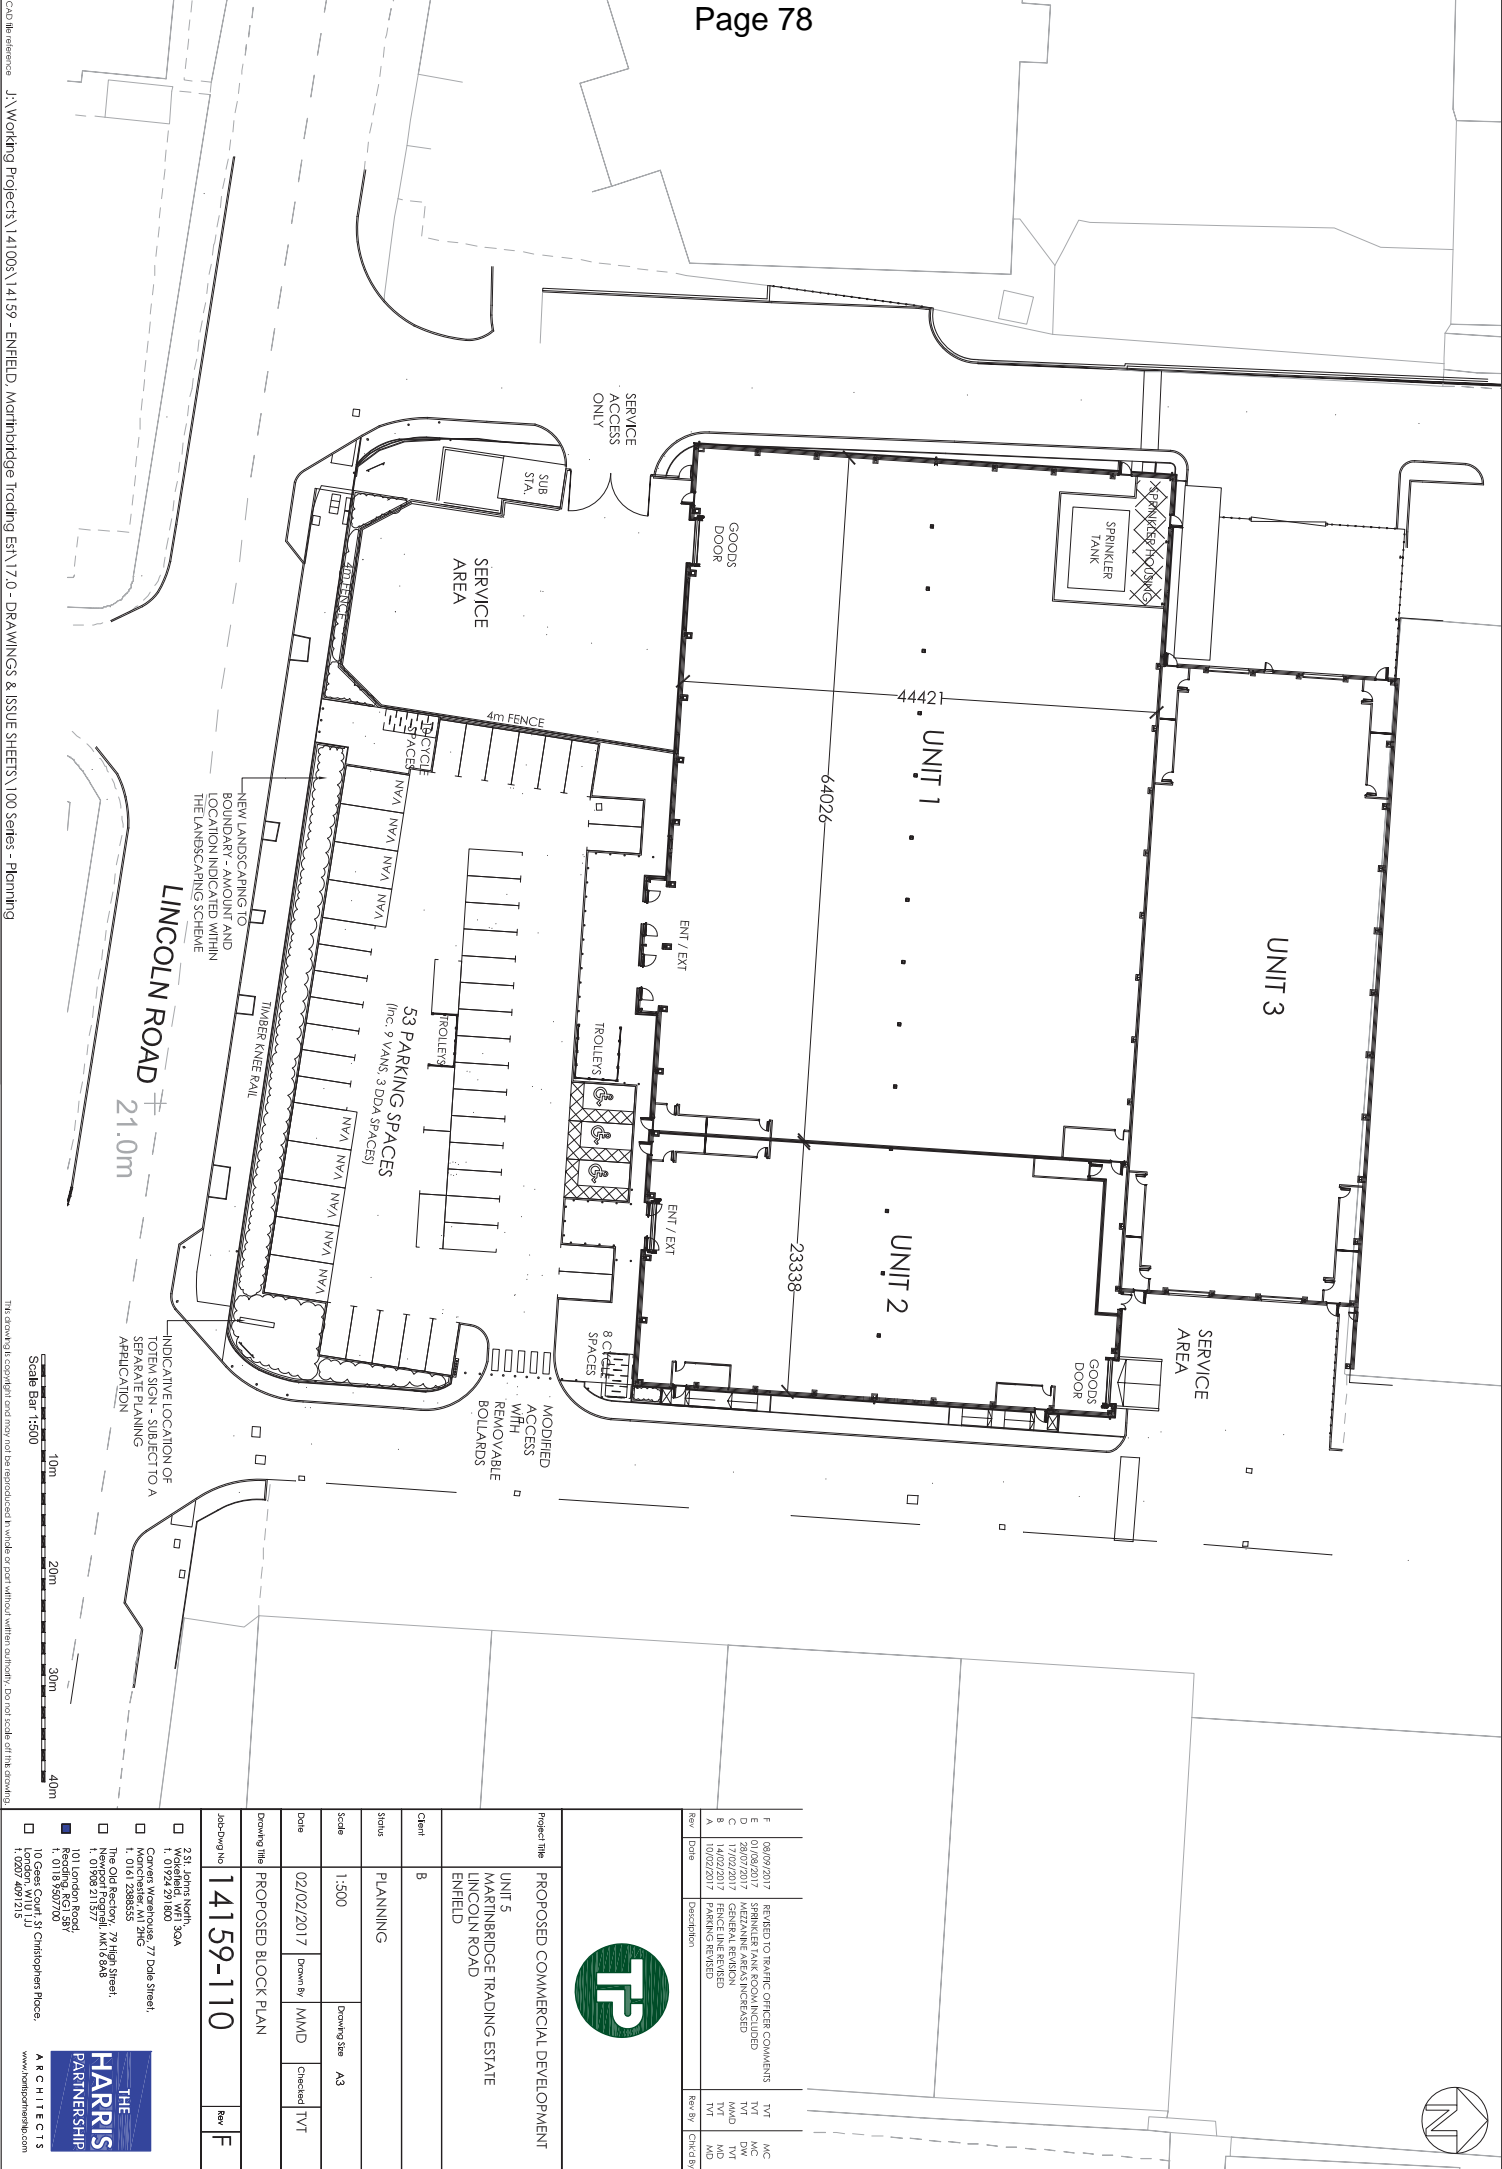 Page 78
CAD file reference J:\Working Projects\14100s\14159 - ENFIELD, Martinbridge Trading Est\17.0 - DRAWINGS & ISSUE SHEETS\100 Series - Planning
SERVICE
ACCESS
ONLY
SUB
STA.
GOODS
DOOR
SPRINKLER HOUSING
SPRINKLER
TANK
SERVICE
AREA
4m FENCE
4m FENCE
44421
UNIT 1
64026
UNIT 3
CYCLE
SPACES
VAN
VAN
VAN
VAN
NEW LANDSCAPING TO
BOUNDARY - AMOUNT AND
LOCATION INDICATED WITHIN
THE LANDSCAPING SCHEME
LINCOLN ROAD
21.0m
TIMBER KNEE RAIL
ENT / EXT
TROLLEYS
TROLLEYS
53 PARKING SPACES
(Inc. 9 VANS, 3 DDA SPACES)
VAN
VAN
VAN
VAN
VAN
ENT / EXT
UNIT 2
23338
8 CYCLE
SPACES
GOODS
DOOR
SERVICE
AREA
MODIFIED
ACCESS
WITH
REMOVABLE
BOLLARDS
INDICATIVE LOCATION OF
TOTEM SIGN - SUBJECT TO A
SEPARATE PLANNING
APPLICATION
This drawing is copyright and may not be reproduced in whole or part without written authority. Do not scale off this drawing.
Scale Bar 1:500
10m
20m
30m
40m
F 08/09/2017 REVISED TO TRAFFIC OFFICER COMMENTS TVT MC
E 01/08/2017 SPRINKLER TANK ROOM INCLUDED TVT MC
D 28/07/2017 MEZZANINE AREAS INCREASED TVT DW
C 17/02/2017 GENERAL REVISION MMD TVT
B 14/02/2017 FENCE LINE REVISED TVT MD
A 10/02/2017 PARKING REVISED TVT MD
Rev Date Description Rev By Chk'd By
TP
Project Title PROPOSED COMMERCIAL DEVELOPMENT
UNIT 5
MARTINBRIDGE TRADING ESTATE
LINCOLN ROAD
ENFIELD
Client B
Status PLANNING
Scale 1:500 Drawing Size A3
Date 02/02/2017 Drawn By MMD Checked TVT
Drawing Title PROPOSED BLOCK PLAN
Job-Dwg No 14159-110 Rev F
2 St. Johns North,
Wakefield, WF1 3QA
t. 01924 291800
Carvers Warehouse, 77 Dale Street,
Manchester, M1 2HG
t. 0161 2388555
The Old Rectory, 79 High Street,
Newport Pagnell, MK16 8AB
t. 01908 211577
101 London Road,
Reading, RG1 5BY
t. 0118 9507700
10 Gees Court, St Christophers Place,
London, W1U 1JJ
t. 0207 4091215
THE
HARRIS
PARTNERSHIP
ARCHITECTS
www.harrispartnership.com
N